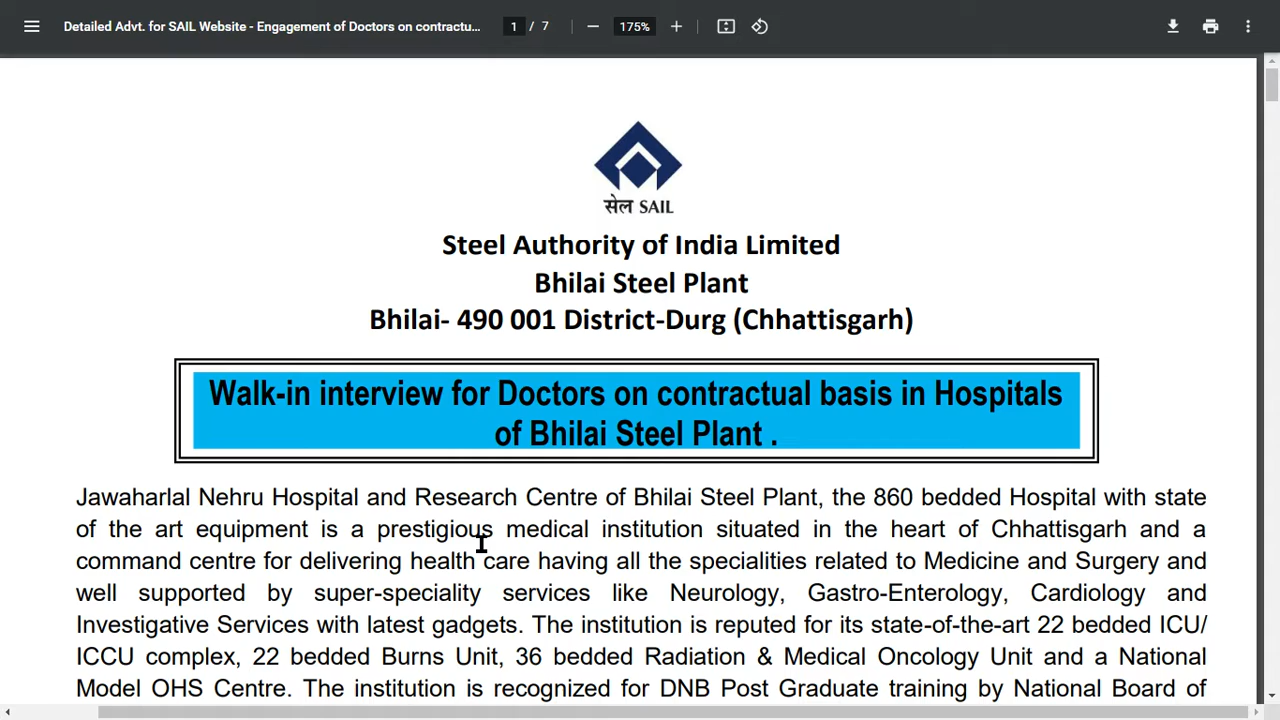 Detailed Advt. for SAIL Website - Engagement of Doctors on contractu... 1 / 7 175%
सेल SAIL
Steel Authority of India Limited
Bhilai Steel Plant
Bhilai- 490 001 District-Durg (Chhattisgarh)
Walk-in interview for Doctors on contractual basis in Hospitals
of Bhilai Steel Plant .
Jawaharlal Nehru Hospital and Research Centre of Bhilai Steel Plant, the 860 bedded Hospital with state
of the art equipment is a prestigious medical institution situated in the heart of Chhattisgarh and a
command centre for delivering health care having all the specialities related to Medicine and Surgery and
well supported by super-speciality services like Neurology, Gastro-Enterology, Cardiology and
Investigative Services with latest gadgets. The institution is reputed for its state-of-the-art 22 bedded ICU/
ICCU complex, 22 bedded Burns Unit, 36 bedded Radiation & Medical Oncology Unit and a National
Model OHS Centre. The institution is recognized for DNB Post Graduate training by National Board of